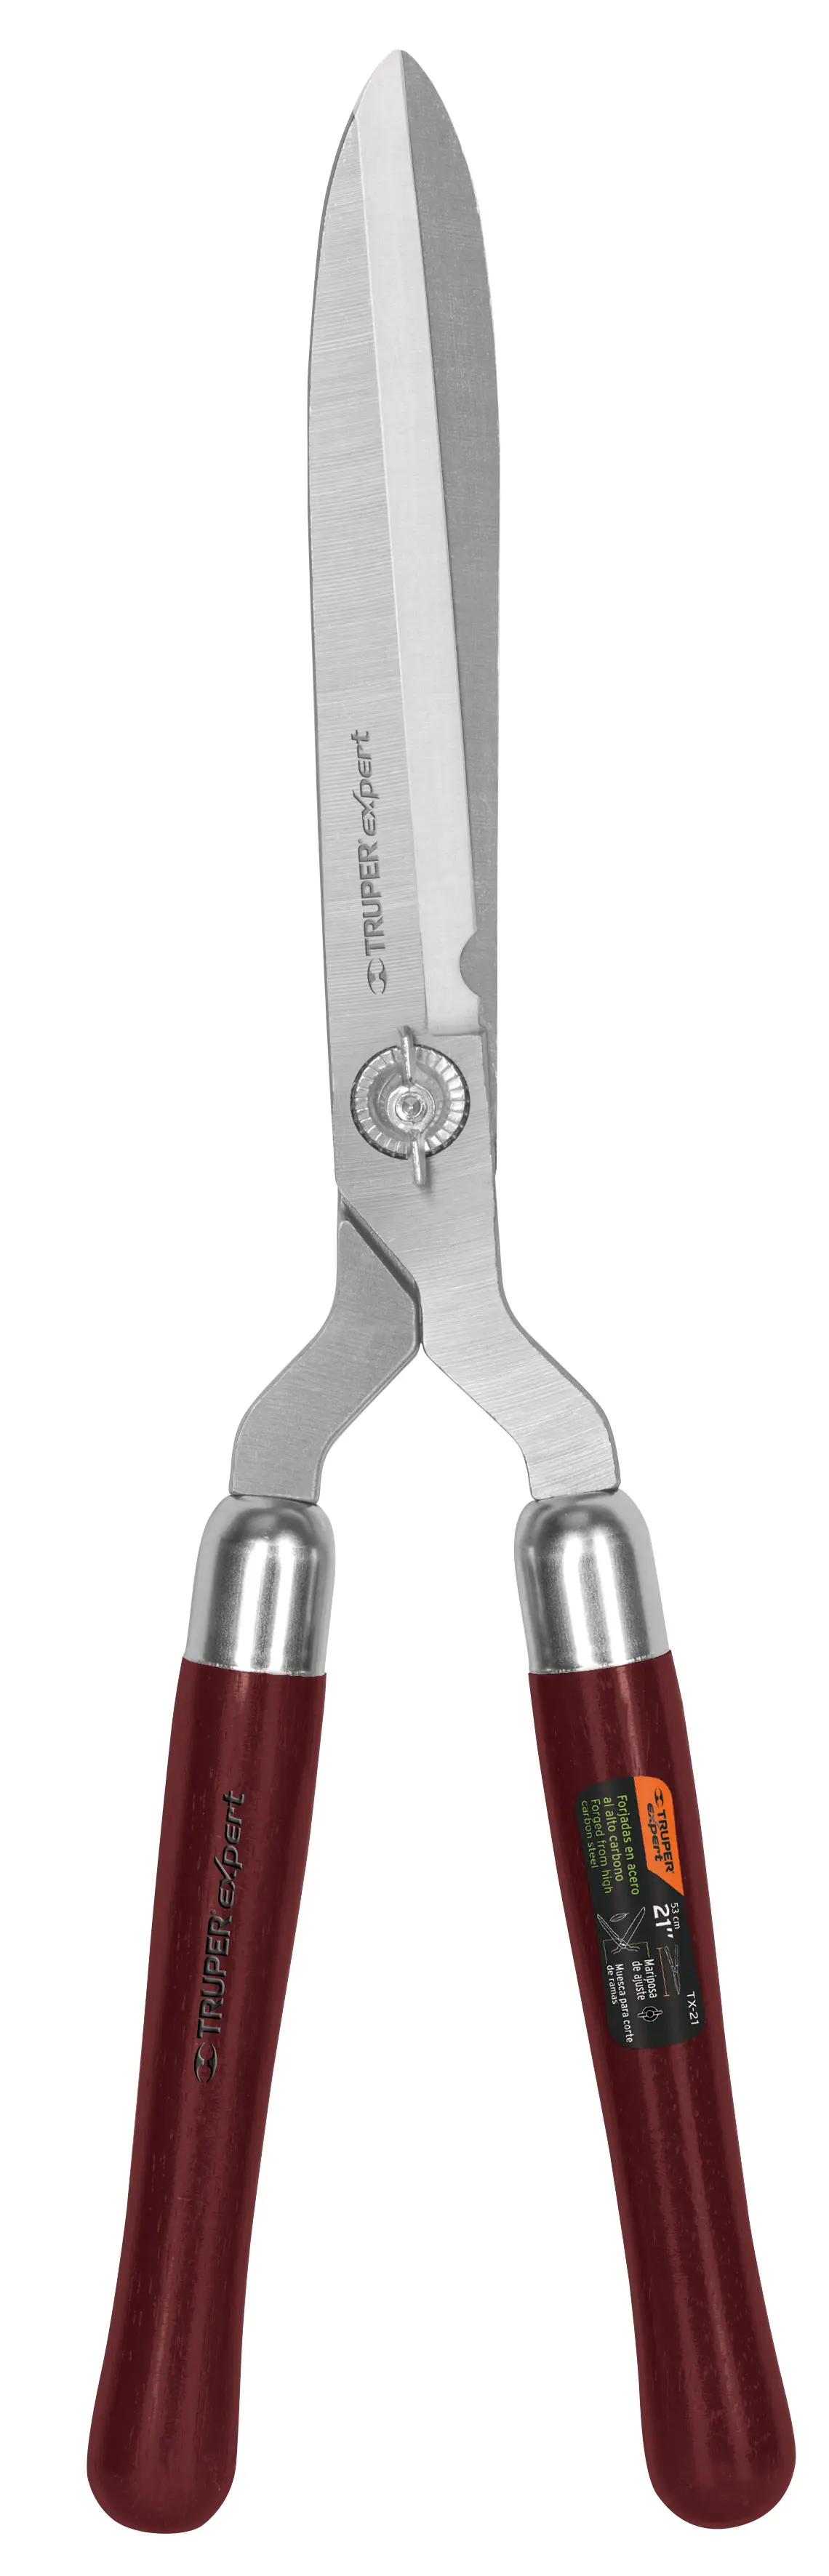 TRUPER® expert
TRUPER® expert
TRUPER®
expert
Forjadas en acero
al alto carbono
Forged from high
carbon steel
53 cm
21”
TX-21
Mariposa
de ajuste
Muesca para corte
de ramas